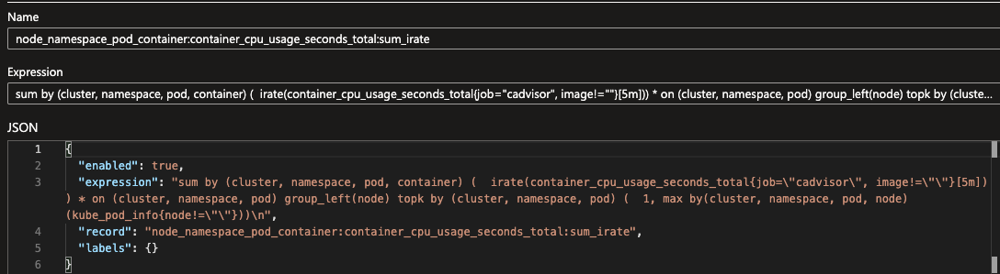 Name
node_namespace_pod_container:container_cpu_usage_seconds_total:sum_irate
Expression
sum by (cluster, namespace, pod, container) (  irate(container_cpu_usage_seconds_total{job="cadvisor", image!=""}[5m])) * on (cluster, namespace, pod) group_left(node) topk by (cluste...
JSON
1 {
2 "enabled": true,
3 "expression": "sum by (cluster, namespace, pod, container) (  irate(container_cpu_usage_seconds_total{job=\"cadvisor\", image!=\"\"}[5m])
) * on (cluster, namespace, pod) group_left(node) topk by (cluster, namespace, pod) (  1, max by(cluster, namespace, pod, node)
(kube_pod_info{node!=\"\"}))\n",
4 "record": "node_namespace_pod_container:container_cpu_usage_seconds_total:sum_irate",
5 "labels": {}
6 }